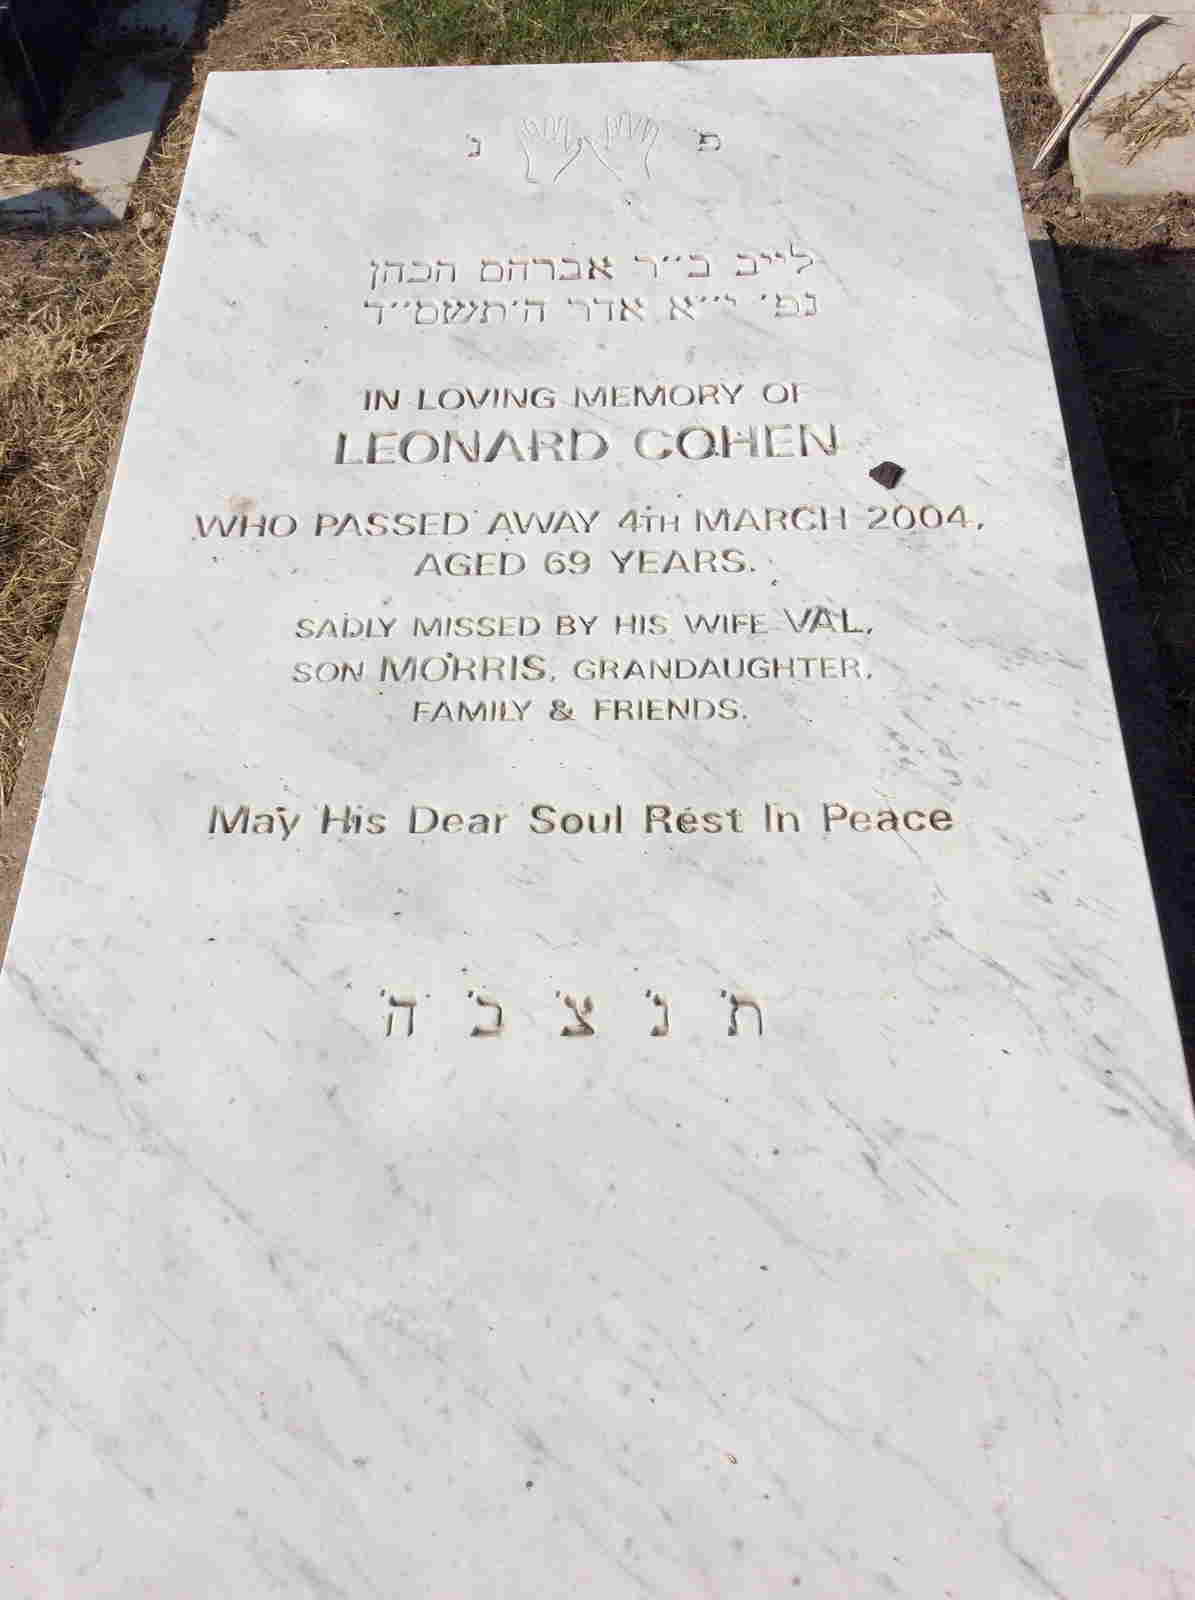 פ נ
לייב ב״ר אברהם הכהן
נפ׳ י״א אדר ה׳תשס״ד
IN LOVING MEMORY OF
LEONARD COHEN
WHO PASSED AWAY 4TH MARCH 2004,
AGED 69 YEARS.
SADLY MISSED BY HIS WIFE VAL,
SON MORRIS, GRANDAUGHTER,
FAMILY & FRIENDS.
May His Dear Soul Rest In Peace
ת׳ נ׳ צ׳ ב׳ ה׳